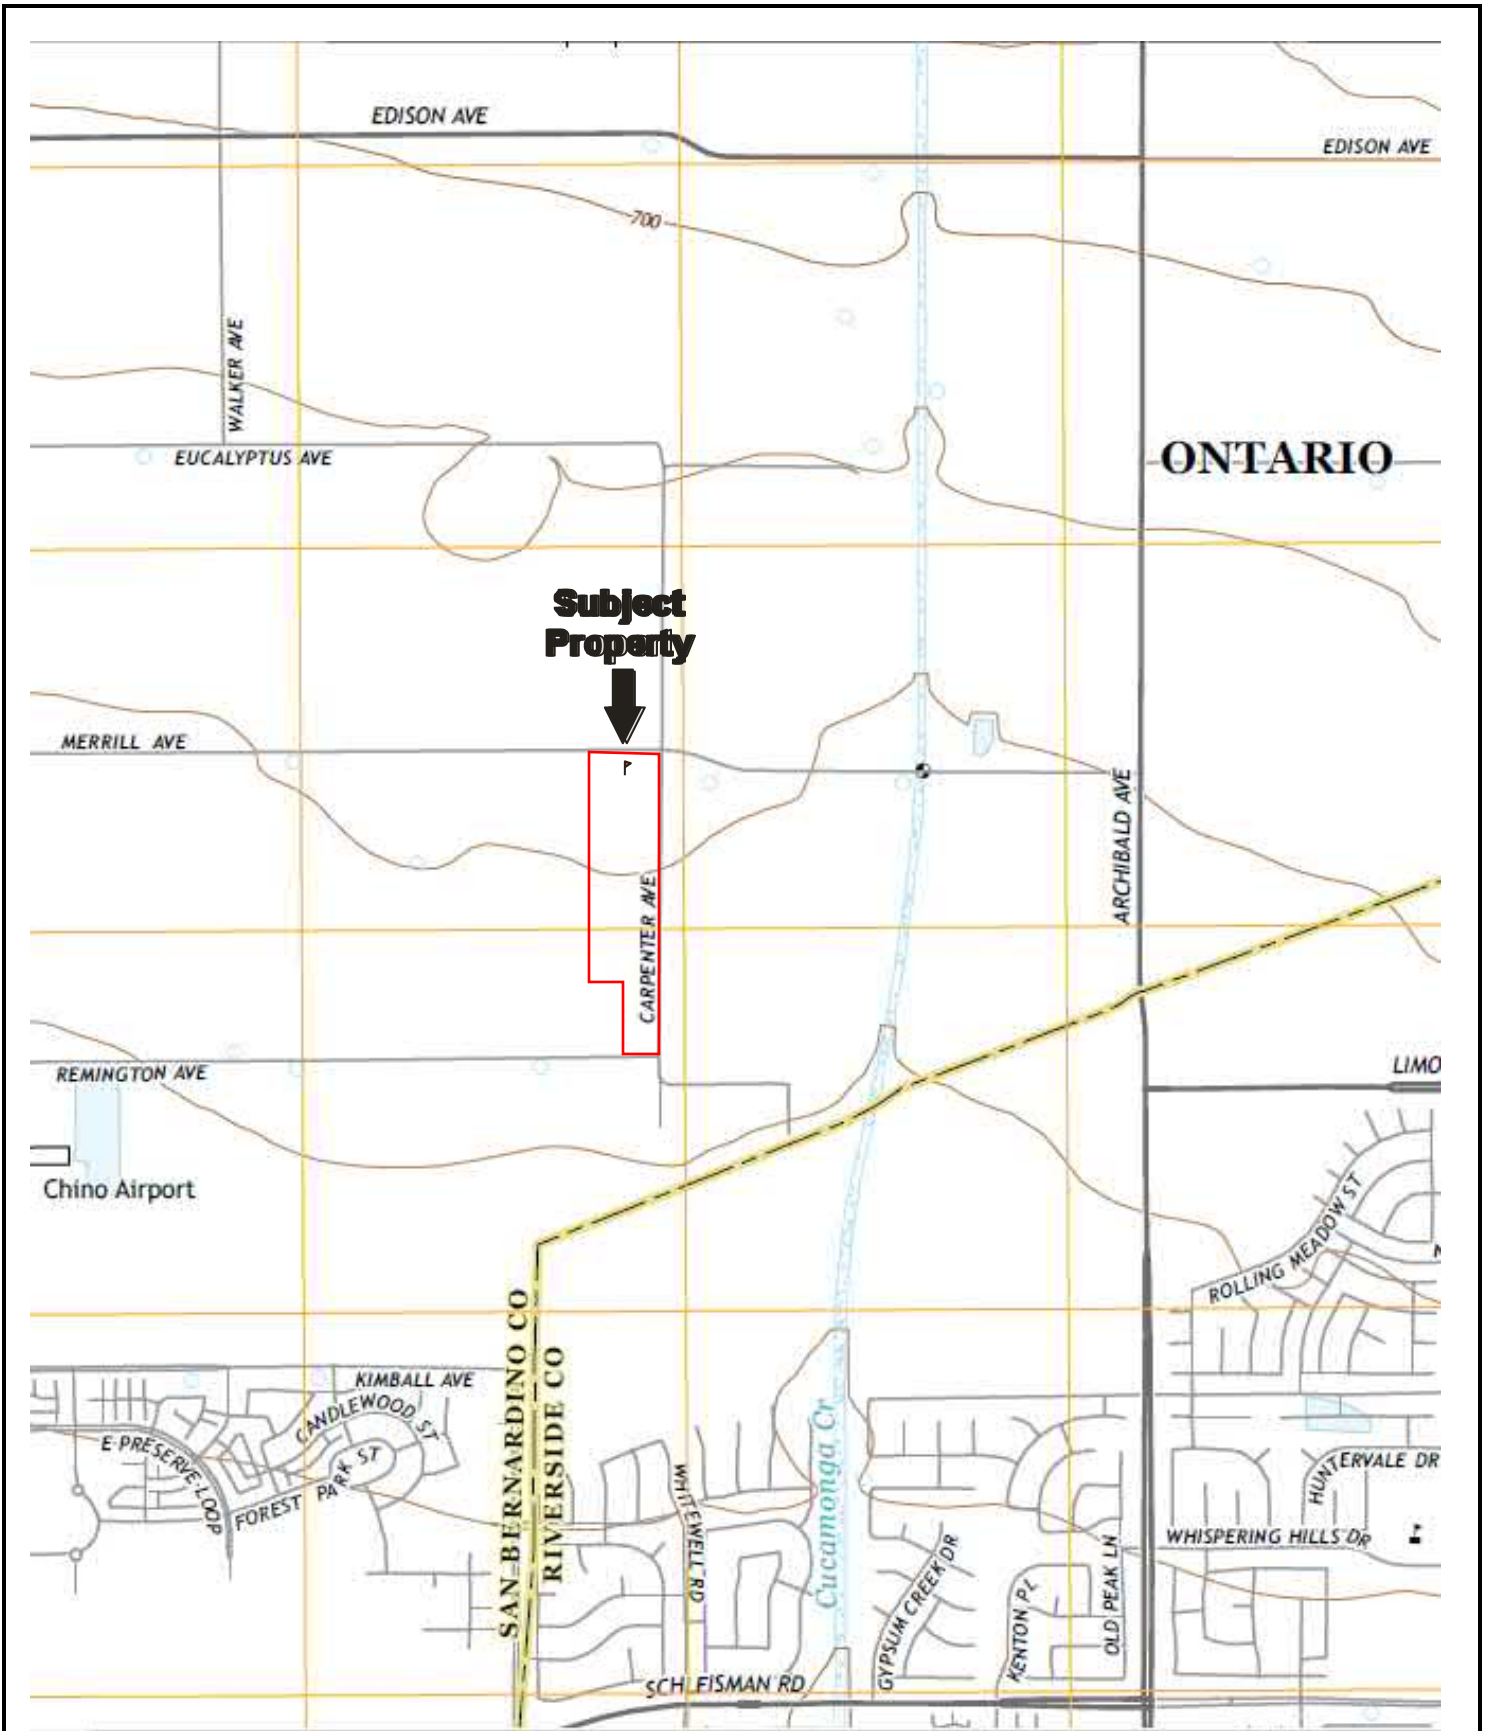 EDISON AVE
EDISON AVE
700
WALKER AVE
EUCALYPTUS AVE
ONTARIO
Subject
Property
MERRILL AVE
ARCHIBALD AVE
CARPENTER AVE
REMINGTON AVE
LIMO
Chino Airport
ROLLING MEADOW ST
SAN BERNARDINO CO
RIVERSIDE CO
KIMBALL AVE
CANDLEWOOD ST
E PRESERVE LOOP
FOREST PARK ST
WHITEWELL RD
Cucamonga Cr
GYPSUM CREEK DR
KENTON PL
OLD PEAK LN
HUNTERVALE DR
WHISPERING HILLS DR
SCHLEISMAN RD